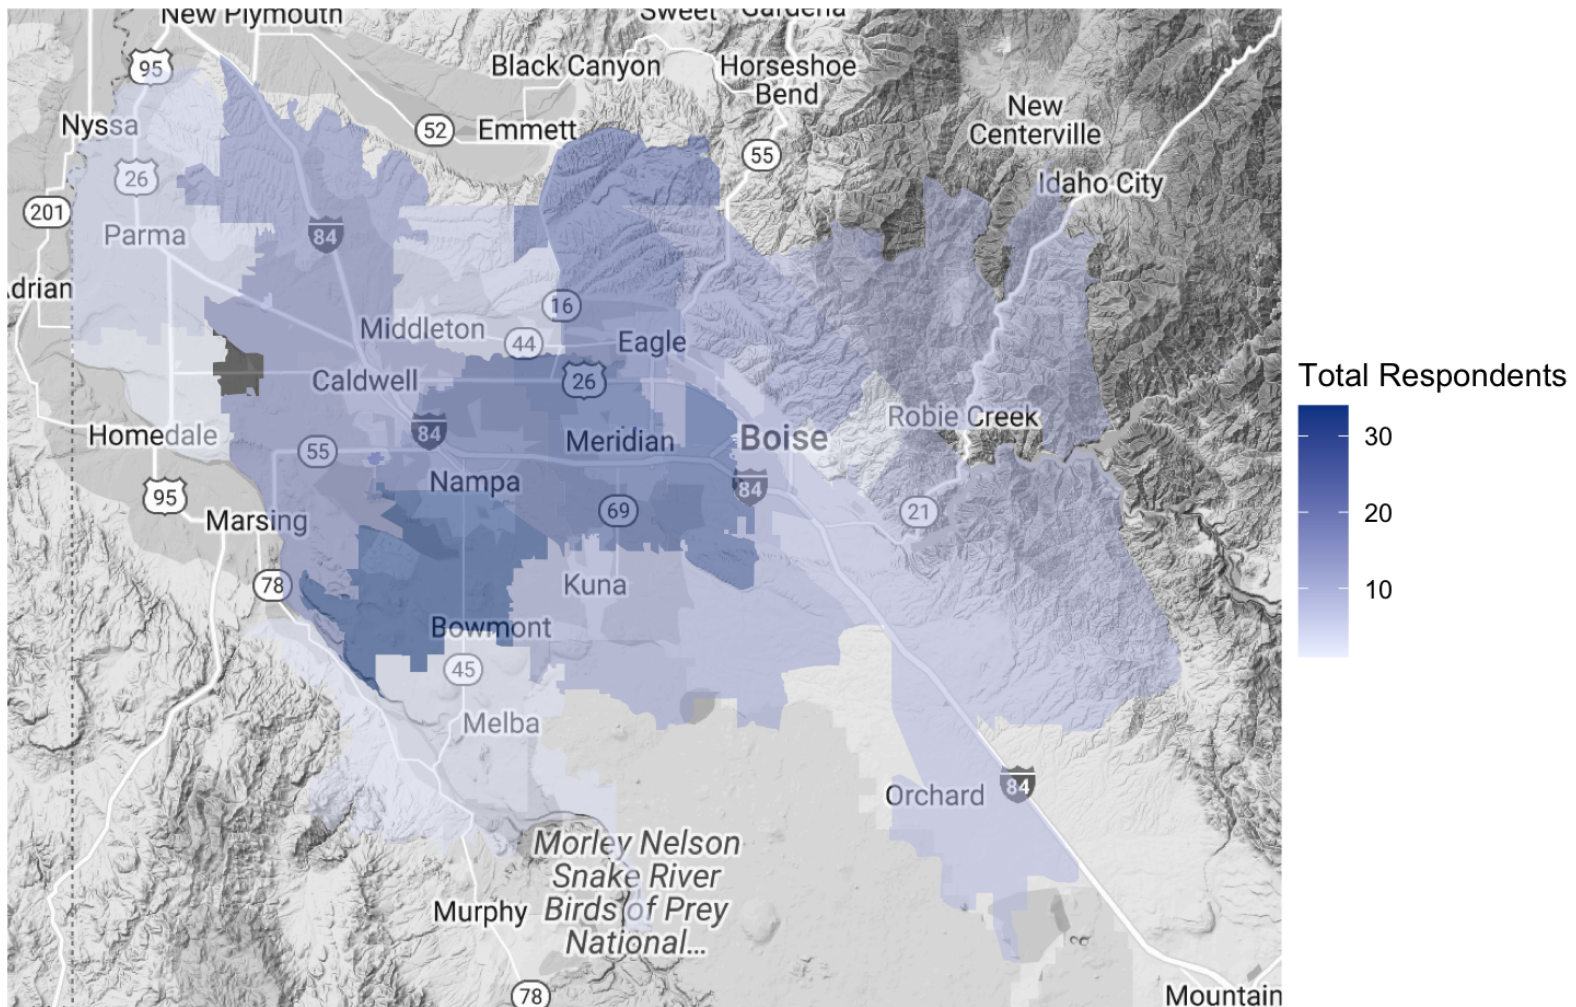 New Plymouth
Sweet
Gardena
95
Black Canyon
Horseshoe
Bend
New
Centerville
Nyssa
52
Emmett
55
26
Idaho City
201
Parma
84
Adrian
16
Middleton
44
Eagle
Caldwell
26
Total Respondents
30
20
10
Homedale
55
84
Meridian
Boise
Robie Creek
Nampa
84
95
Marsing
69
21
78
Kuna
Bowmont
45
Melba
Orchard
84
Morley Nelson
Snake River
Birds of Prey
National...
Murphy
78
Mountain